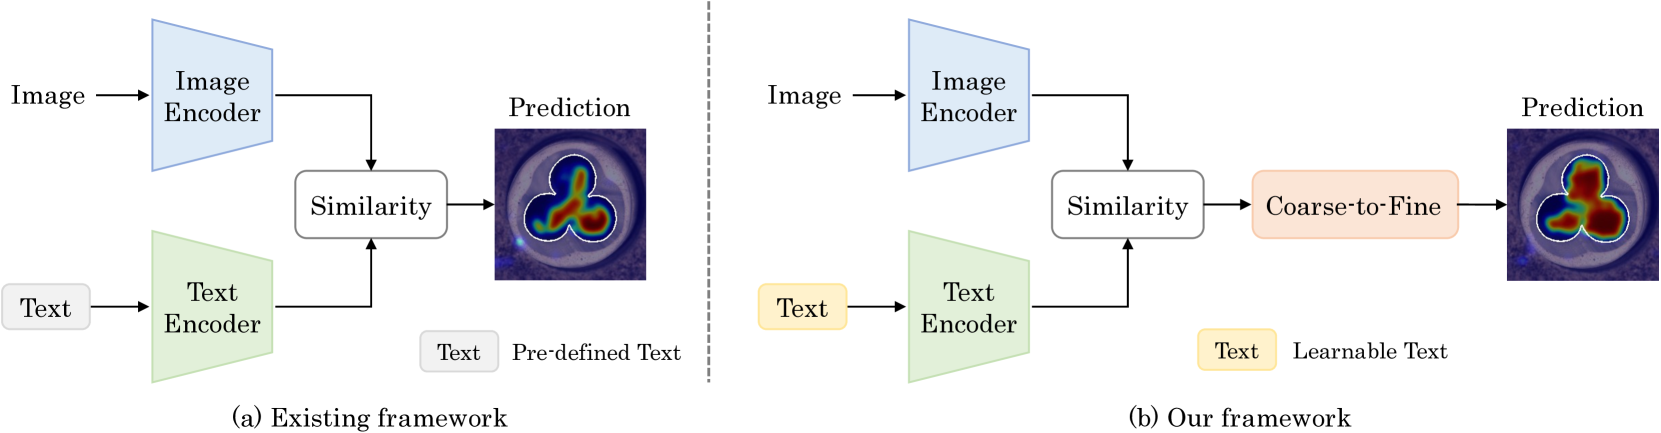 Image
Image
Encoder
Prediction
Similarity
Text
Text
Encoder
Text
Pre-defined Text
(a) Existing framework
Image
Image
Encoder
Prediction
Similarity
Coarse-to-Fine
Text
Text
Encoder
Text
Learnable Text
(b) Our framework